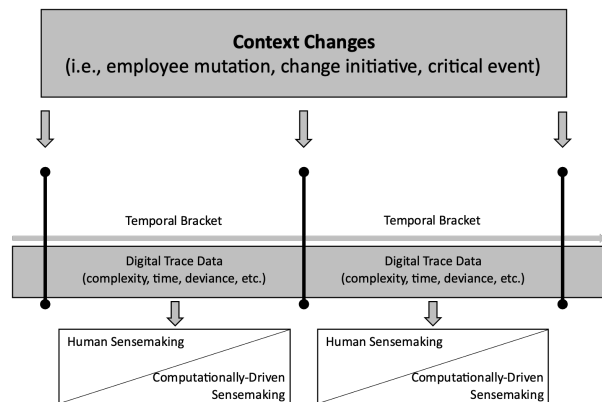 Context Changes
(i.e., employee mutation, change initiative, critical event)
Temporal Bracket
Temporal Bracket
Digital Trace Data
(complexity, time, deviance, etc.)
Digital Trace Data
(complexity, time, deviance, etc.)
Human Sensemaking
Computationally-Driven
Sensemaking
Human Sensemaking
Computationally-Driven
Sensemaking